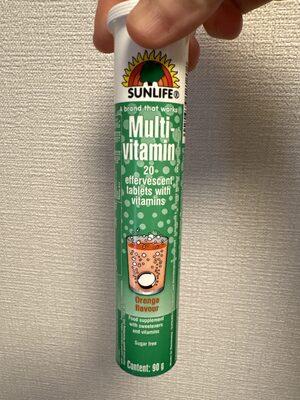 SUNLIFE®
A brand that works
Multi-
vitamin
20
effervescent
tablets with
vitamins
Orange
flavour
Food supplement
with sweeteners
and vitamins
Sugar free
Content: 90 g